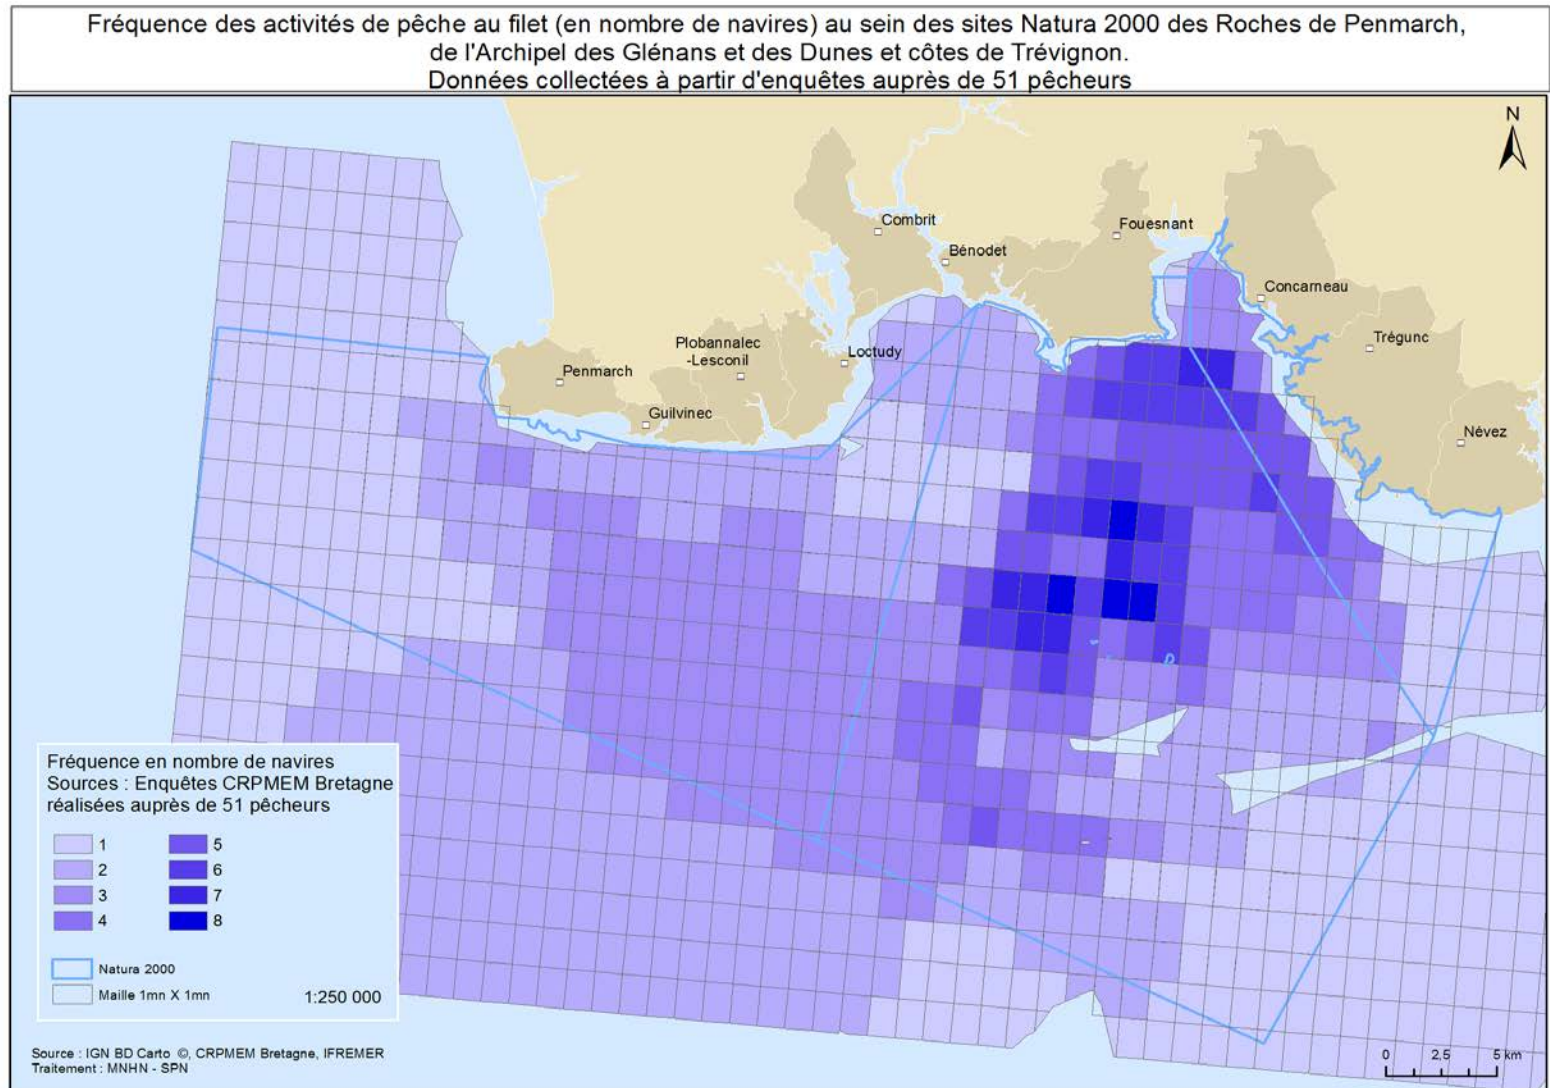 Fréquence des activités de pêche au filet (en nombre de navires) au sein des sites Natura 2000 des Roches de Penmarch,
de l'Archipel des Glénans et des Dunes et côtes de Trévignon.
Données collectées à partir d'enquêtes auprès de 51 pêcheurs
N
Combrit
Fouesnant
Bénodet
Concarneau
Trégunc
Plobannalec
-Lesconil
Loctudy
Penmarch
Guilvinec
Névez
Fréquence en nombre de navires
Sources : Enquêtes CRPMEM Bretagne
réalisées auprès de 51 pêcheurs
1 5
2 6
3 7
4 8
Natura 2000
Maille 1mn X 1mn 1:250 000
Source : IGN BD Carto ©, CRPMEM Bretagne, IFREMER
Traitement : MNHN - SPN
0 2,5 5 km